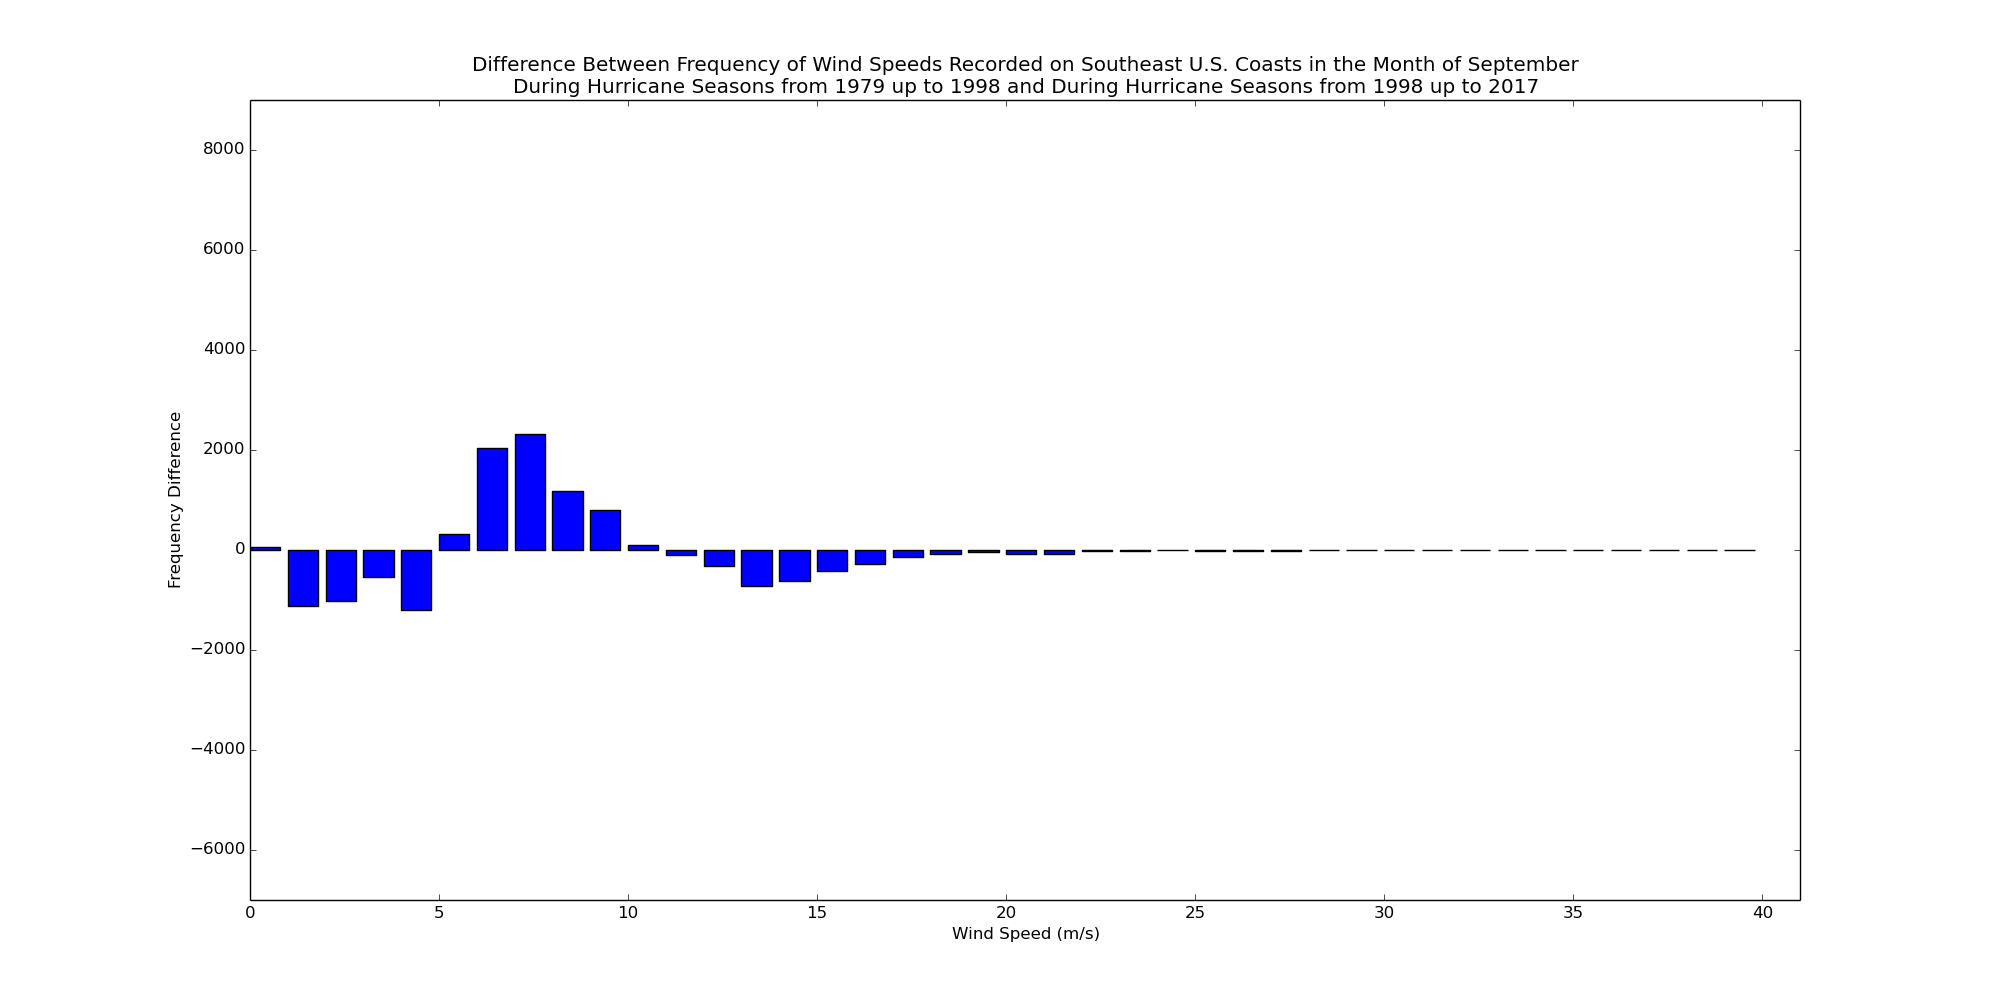 Difference Between Frequency of Wind Speeds Recorded on Southeast U.S. Coasts in the Month of September
During Hurricane Seasons from 1979 up to 1998 and During Hurricane Seasons from 1998 up to 2017
8000
6000
4000
2000
0
−2000
−4000
−6000
Frequency Difference
0 5 10 15 20 25 30 35 40
Wind Speed (m/s)